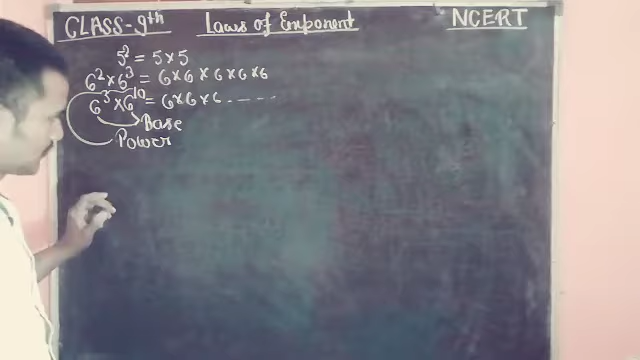 CLASS-9th Laws of Exponent NCERT
5² = 5×5
6² × 6³ = 6×6×6×6×6
6³ × 6¹⁰ = 6×6×6-----
Base
Power